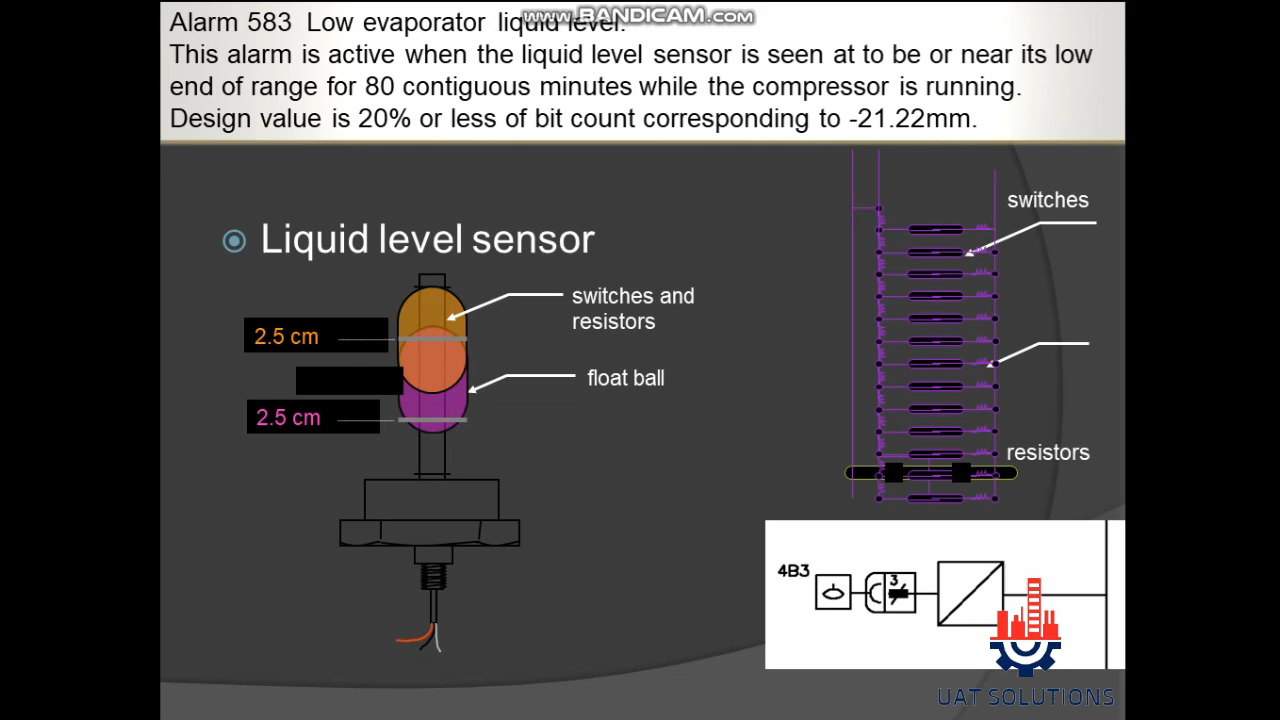 www.BANDICAM.com
Alarm 583 Low evaporator liquid level.
This alarm is active when the liquid level sensor is seen at to be or near its low
end of range for 80 contiguous minutes while the compressor is running.
Design value is 20% or less of bit count corresponding to -21.22mm.
switches
Liquid level sensor
switches and
resistors
2.5 cm
float ball
2.5 cm
resistors
4B3
3
UAT SOLUTIONS